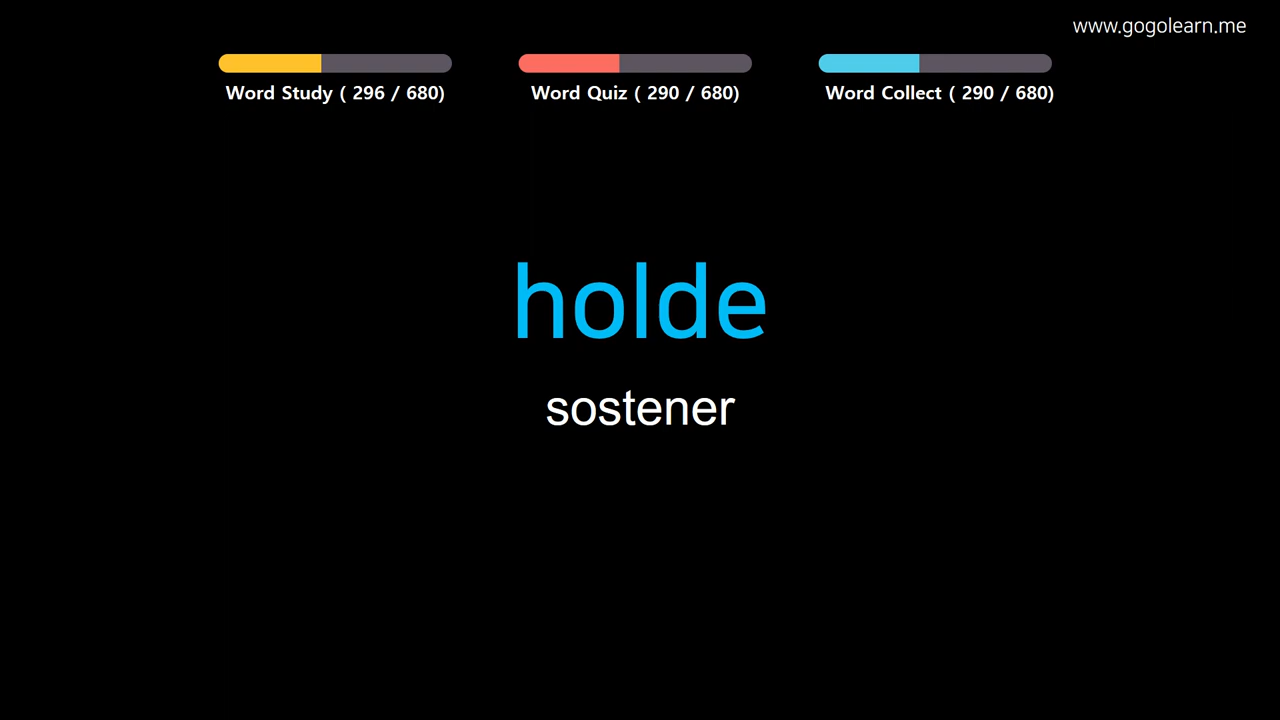 www.gogolearn.me
Word Study ( 296 / 680)
Word Quiz ( 290 / 680)
Word Collect ( 290 / 680)
holde
sostener